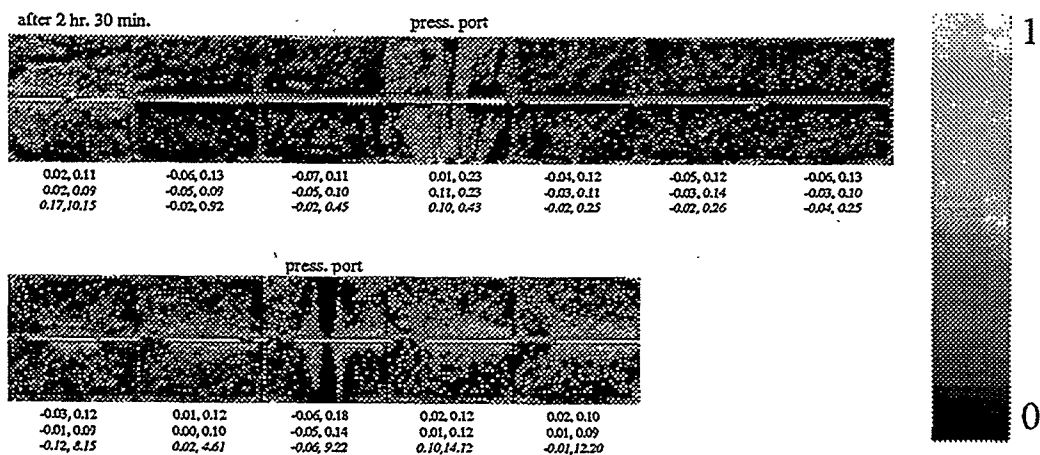 after 2 hr. 30 min. press. port
1
0.02, 0.11 -0.06, 0.13 -0.07, 0.11 0.01, 0.23 -0.04, 0.12 -0.05, 0.12 -0.06, 0.13
0.02, 0.09 -0.05, 0.09 -0.05, 0.10 0.11, 0.23 -0.03, 0.11 -0.03, 0.14 -0.03, 0.10
0.17, 10.15 -0.02, 0.92 -0.02, 0.45 0.10, 0.43 -0.02, 0.25 -0.02, 0.26 -0.04, 0.25
press. port
-0.03, 0.12 0.01, 0.12 -0.06, 0.18 0.02, 0.12 0.02, 0.10
-0.01, 0.09 0.00, 0.10 -0.05, 0.14 0.01, 0.12 0.01, 0.09
-0.12, 8.15 0.02, 4.61 -0.06, 9.22 0.10, 14.12 -0.01, 12.20
0